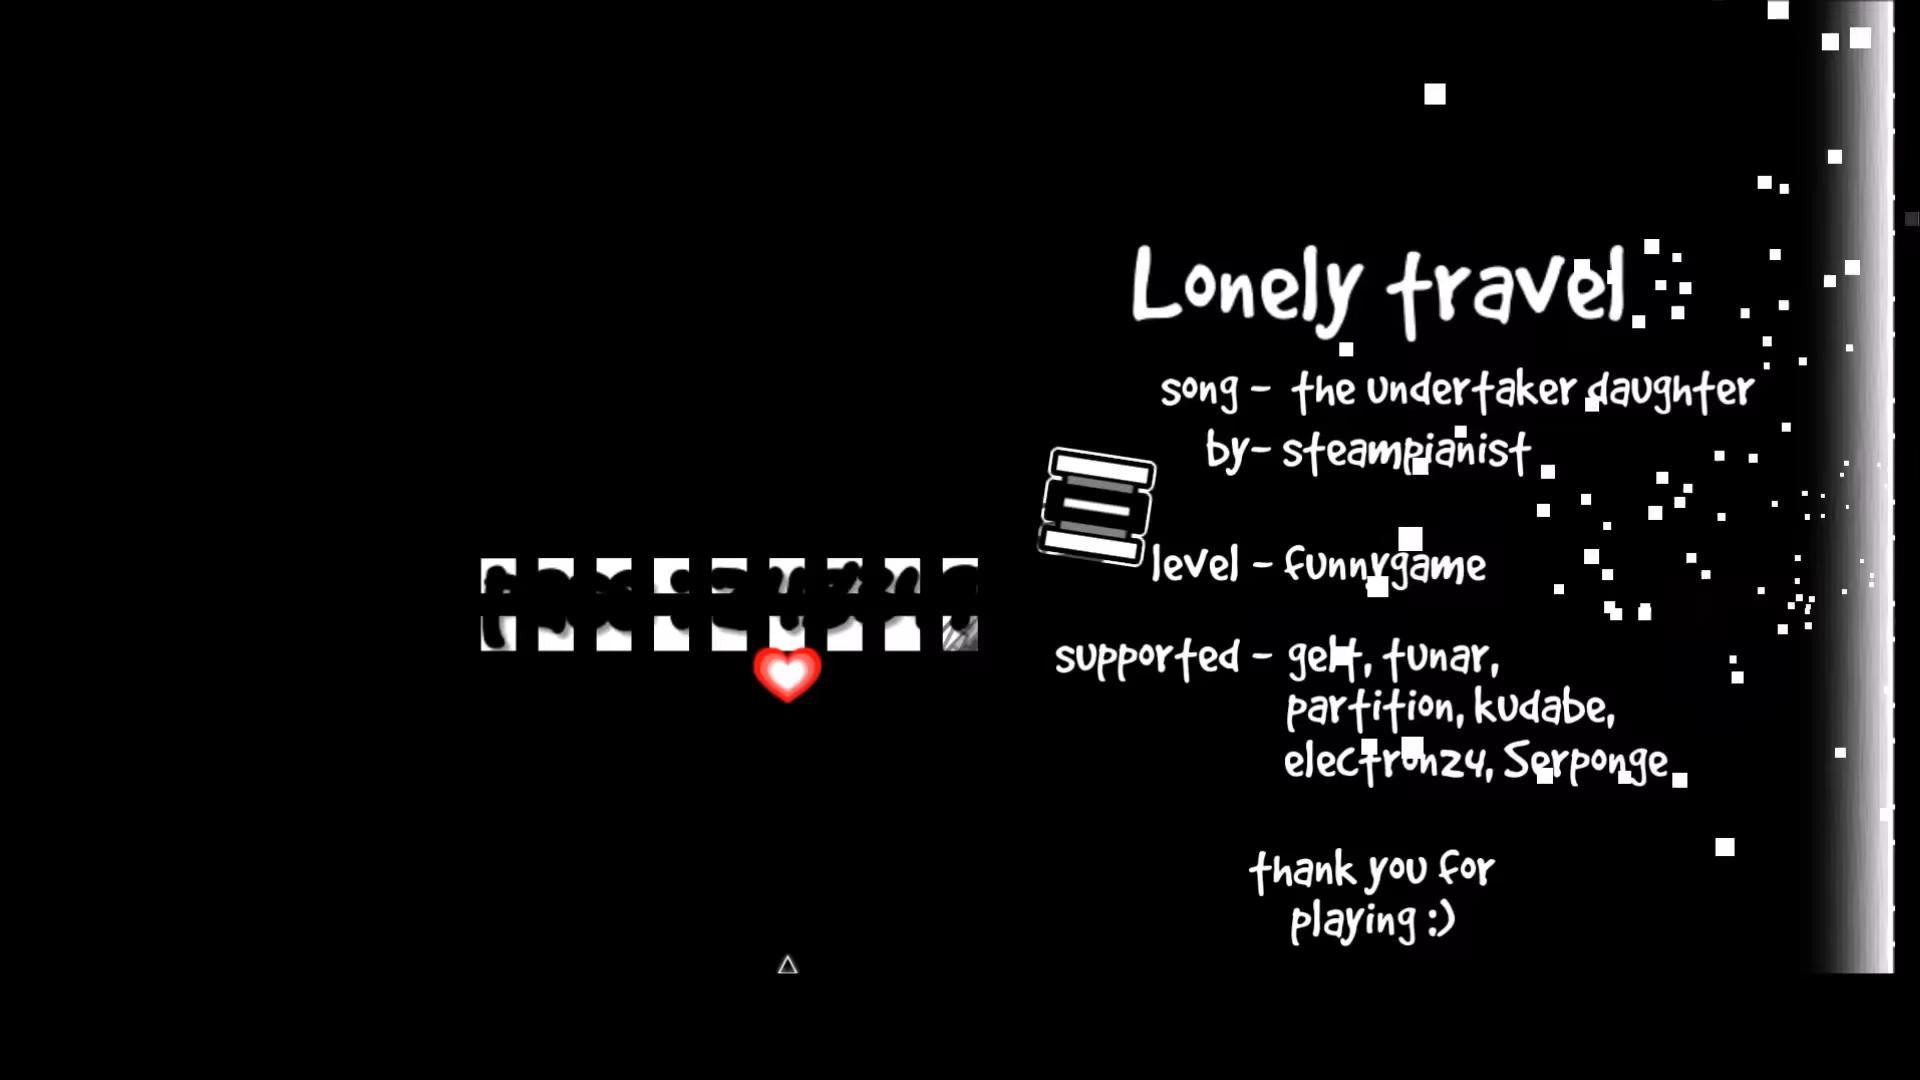 Lonely travel
song - the undertaker daughter
by- steampianist
level - funnygame
supported - gelt, tunar,
partition, kudabe,
electron24, Serponge
thank you for
playing :)